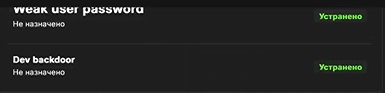 Weak user password
Устранено
Не назначено
Dev backdoor
Устранено
Не назначено